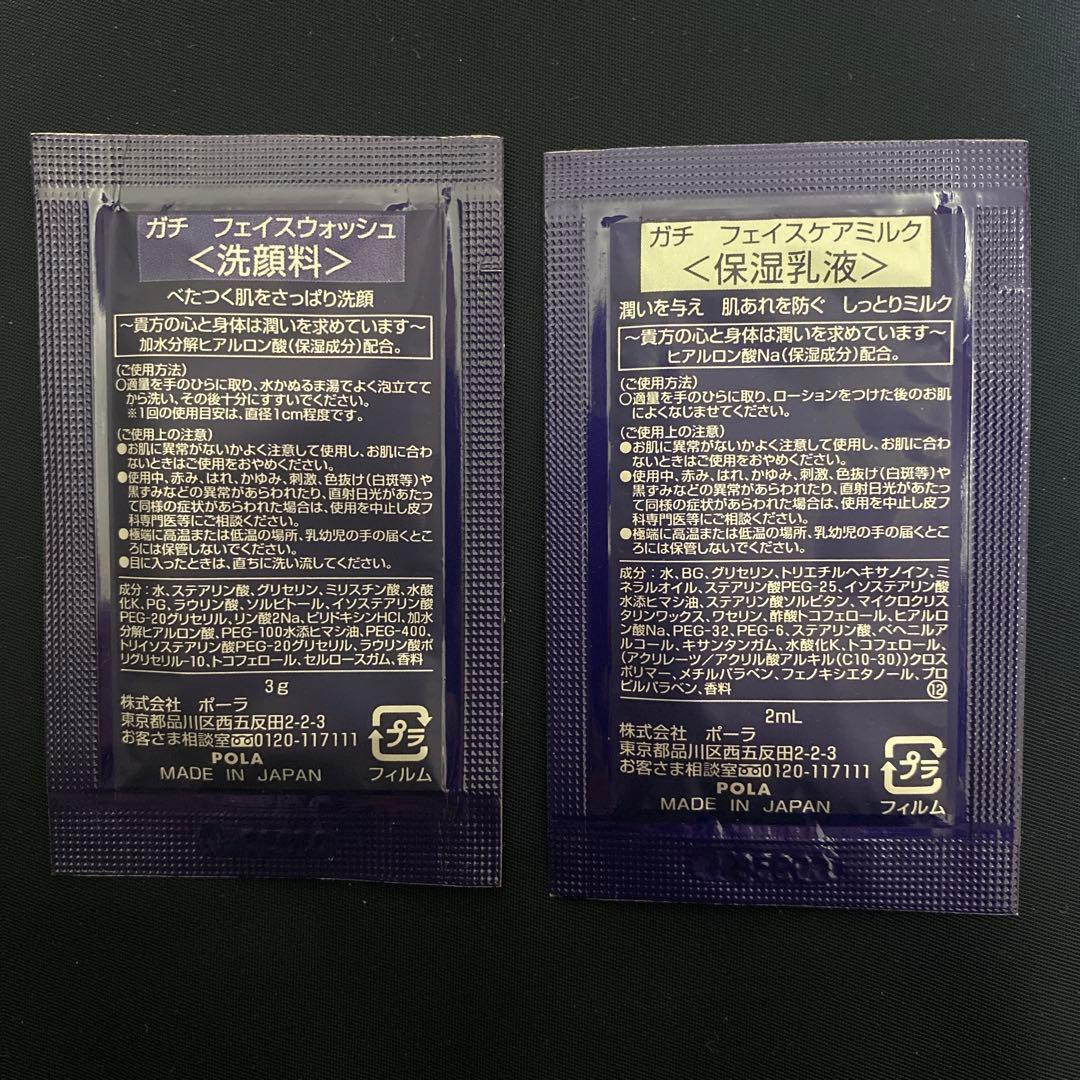 ガチ フェイスウォッシュ
＜洗顔料＞
べたつく肌をさっぱり洗顔
～貴方の心と身体は潤いを求めています～
加水分解ヒアルロン酸(保湿成分)配合。
(ご使用方法)
○適量を手のひらに取り、水かぬるま湯でよく泡立てて
から洗い、その後十分にすすいでください。
※1回の使用目安は、直径1cm程度です。
(ご使用上の注意)
●お肌に異常がないかよく注意して使用し、お肌に合わ
ないときはご使用をおやめください。
●使用中、赤み、はれ、かゆみ、刺激、色抜け(白斑等)や
黒ずみなどの異常があらわれたり、直射日光があたっ
て同様の症状があらわれた場合は、使用を中止し皮フ
科専門医等にご相談ください。
●極端に高温または低温の場所、乳幼児の手の届くとこ
ろには保管しないでください。
●目に入ったときは、直ちに洗い流してください。
成分：水、ステアリン酸、グリセリン、ミリスチン酸、水酸
化K、PG、ラウリン酸、ソルビトール、イソステアリン酸
PEG-20グリセリル、リン酸2Na、ピリドキシンHCl、加水
分解ヒアルロン酸、PEG-100水添ヒマシ油、PEG-400、
トリイソステアリン酸PEG-20グリセリル、ラウリン酸ポ
リグリセリル-10、トコフェロール、セルロースガム、香料
3g
株式会社 ポーラ
東京都品川区西五反田2-2-3
お客さま相談室0120-117111
POLA
MADE IN JAPAN
プラ
フィルム
ガチ フェイスケアミルク
＜保湿乳液＞
潤いを与え 肌あれを防ぐ しっとりミルク
～貴方の心と身体は潤いを求めています～
ヒアルロン酸Na(保湿成分)配合。
(ご使用方法)
○適量を手のひらに取り、ローションをつけた後のお肌
によくなじませてください。
(ご使用上の注意)
●お肌に異常がないかよく注意して使用し、お肌に合わ
ないときはご使用をおやめください。
●使用中、赤み、はれ、かゆみ、刺激、色抜け(白斑等)や
黒ずみなどの異常があらわれたり、直射日光があたっ
て同様の症状があらわれた場合は、使用を中止し皮フ
科専門医等にご相談ください。
●極端に高温または低温の場所、乳幼児の手の届くとこ
ろには保管しないでください。
成分：水、BG、グリセリン、トリエチルヘキサノイン、ミ
ネラルオイル、ステアリン酸PEG-25、イソステアリン酸
水添ヒマシ油、ステアリン酸ソルビタン、マイクロクリス
タリンワックス、ワセリン、酢酸トコフェロール、ヒアルロ
ン酸Na、PEG-32、PEG-6、ステアリン酸、ベヘニルア
ルコール、キサンタンガム、水酸化K、トコフェロール、
(アクリレーツ／アクリル酸アルキル(C10-30))クロス
ポリマー、メチルパラベン、フェノキシエタノール、プロ
ピルパラベン、香料 ⑫
2mL
株式会社 ポーラ
東京都品川区西五反田2-2-3
お客さま相談室0120-117111
POLA
MADE IN JAPAN
プラ
フィルム